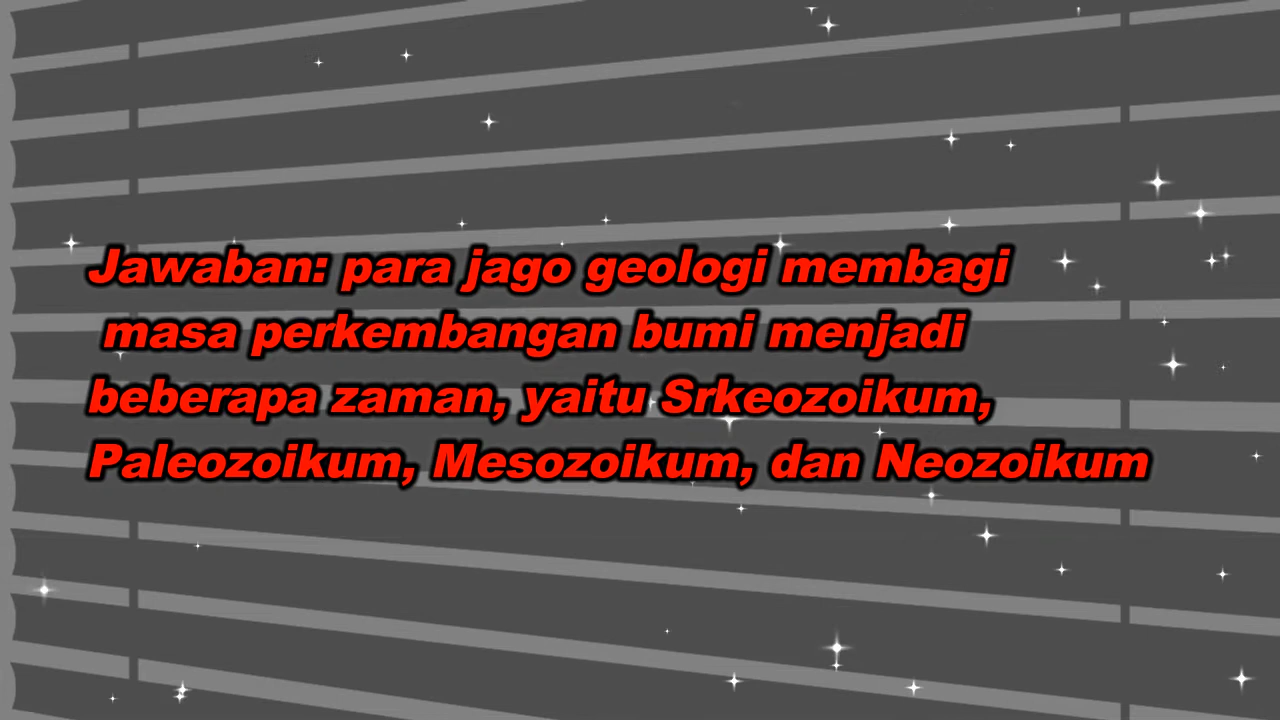 Jawaban: para jago geologi membagi
masa perkembangan bumi menjadi
beberapa zaman, yaitu Srkeozoikum,
Paleozoikum, Mesozoikum, dan Neozoikum